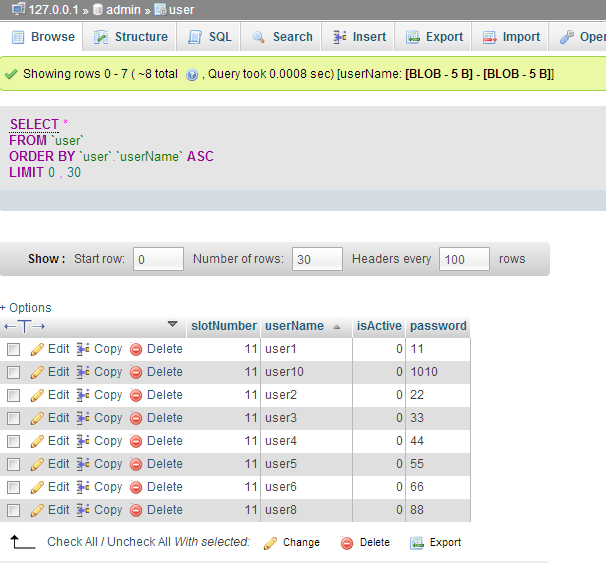 127.0.0.1 » admin » user
Browse Structure SQL Search Insert Export Import
Showing rows 0 - 7 ( ~8 total , Query took 0.0008 sec) [userName: [BLOB - 5 B] - [BLOB - 5 B]]
SELECT *
FROM `user`
ORDER BY `user`.`userName` ASC
LIMIT 0 , 30
Show : Start row: 0 Number of rows: 30 Headers every 100 rows
+ Options
←T→ slotNumber userName isActive password
Edit Copy Delete 11 user1 0 11
Edit Copy Delete 11 user10 0 1010
Edit Copy Delete 11 user2 0 22
Edit Copy Delete 11 user3 0 33
Edit Copy Delete 11 user4 0 44
Edit Copy Delete 11 user5 0 55
Edit Copy Delete 11 user6 0 66
Edit Copy Delete 11 user8 0 88
Check All / Uncheck All With selected: Change Delete Export